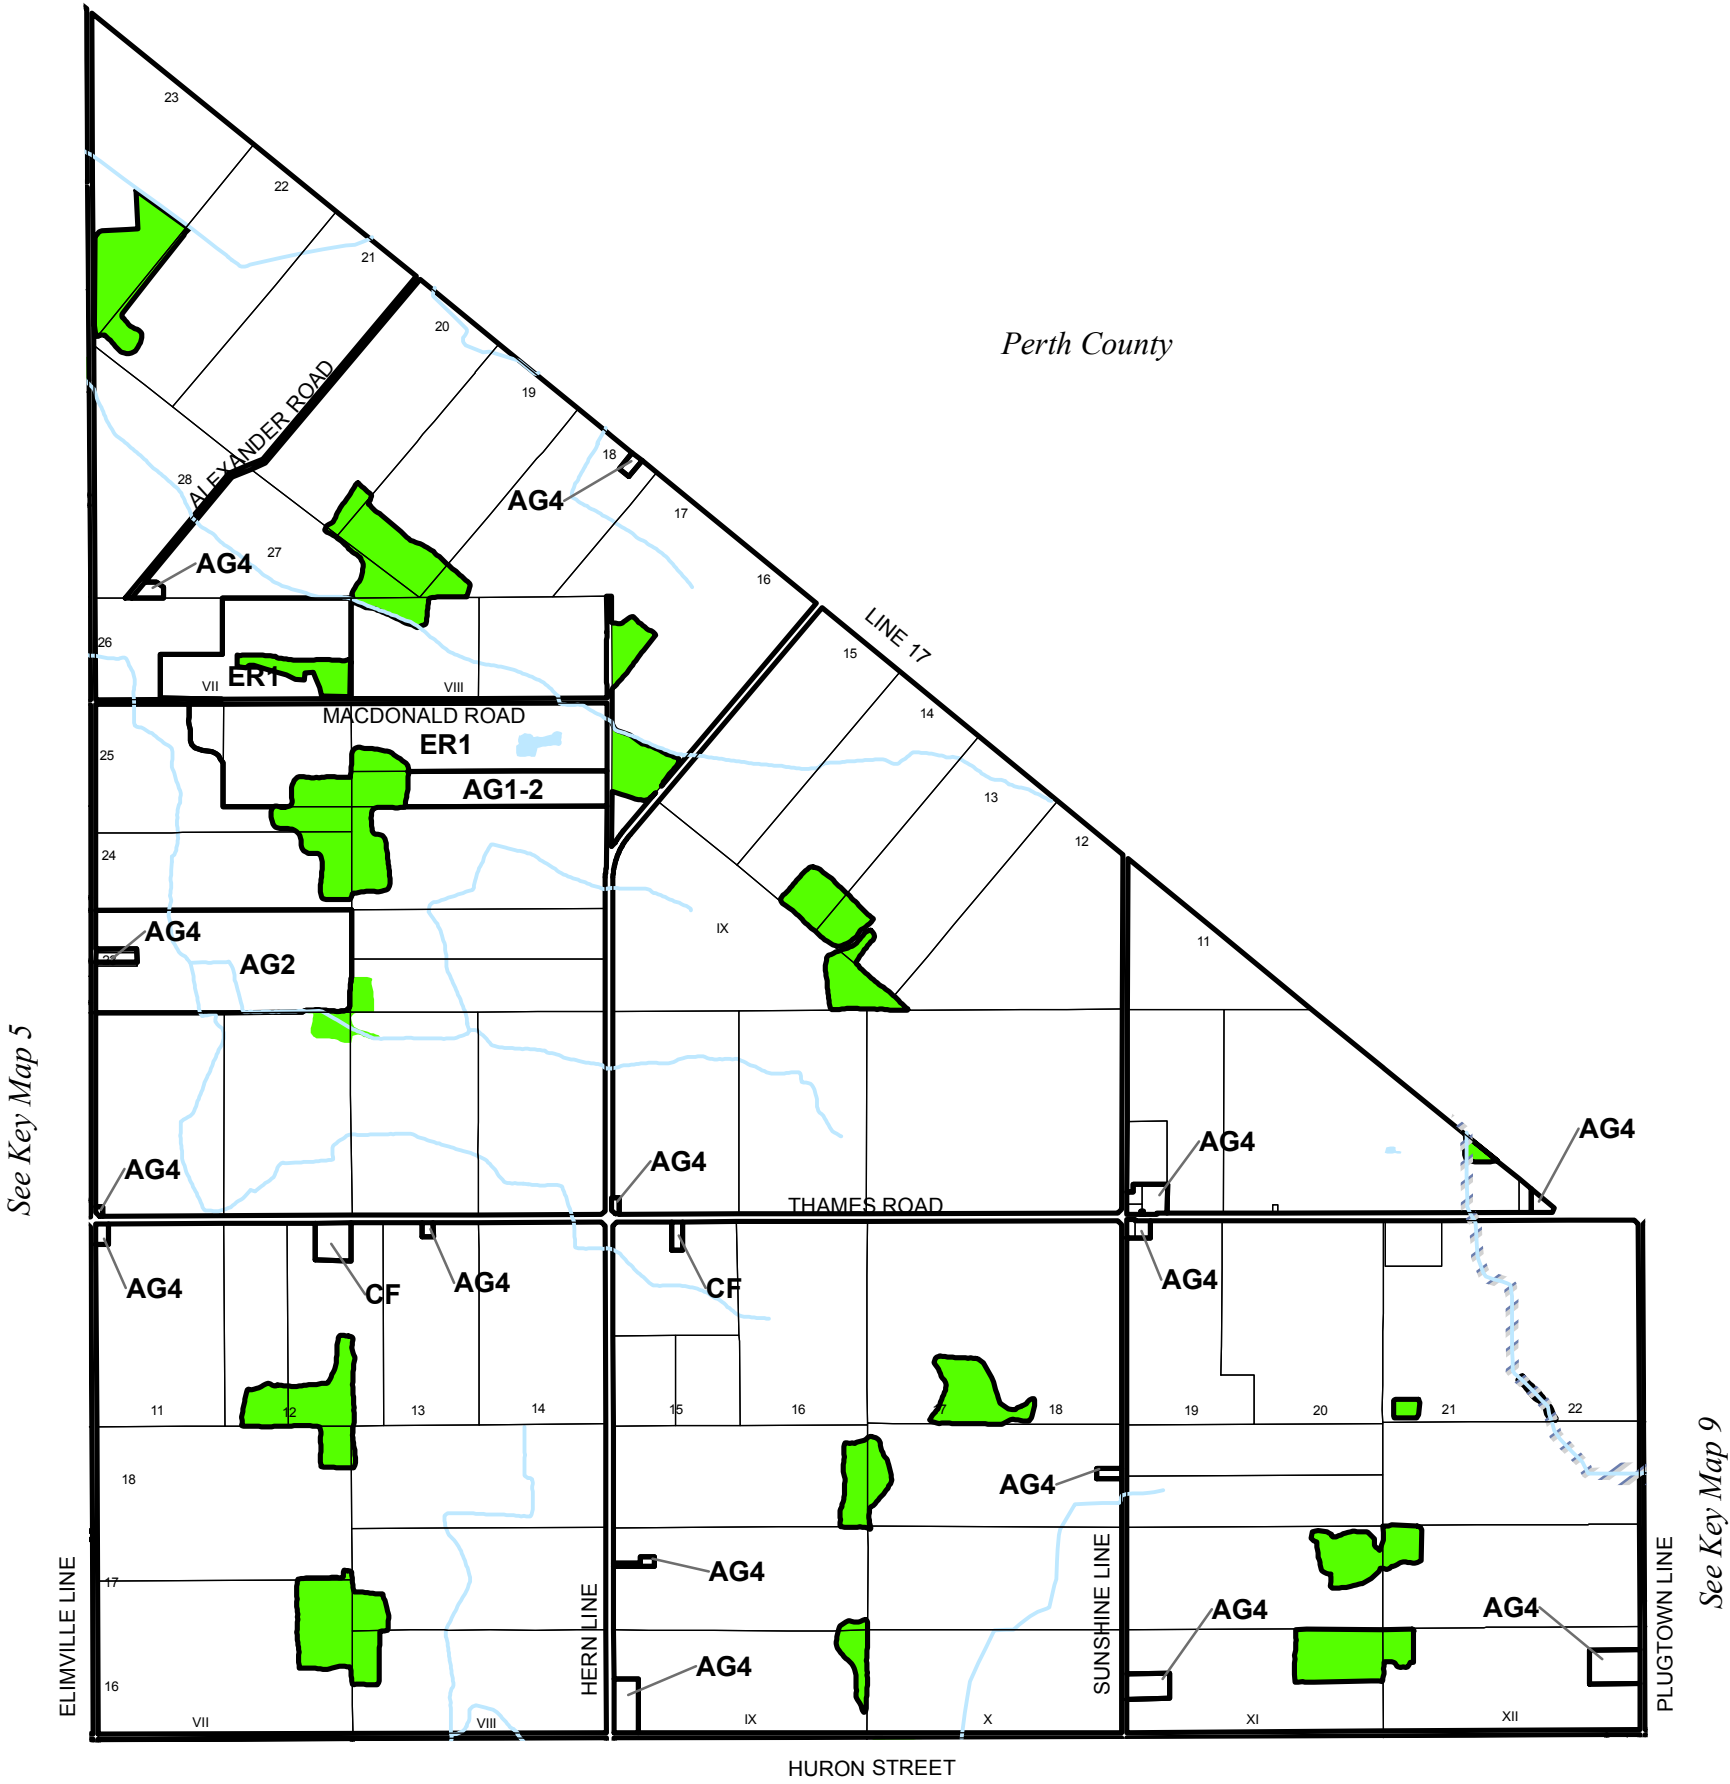 23
22
21
Perth County
20
19
ALEXANDER ROAD
18
28
AG4
17
27
AG4
16
LINE 17
26
15
ER1
VII
VIII
14
MACDONALD ROAD
ER1
25
AG1-2
13
12
24
IX
AG4
11
AG2
See Key Map 5
AG4
AG4
AG4
AG4
THAMES ROAD
AG4
CF
AG4
CF
AG4
11
12
13
14
15
16
17
18
19
20
21
22
18
AG4
See Key Map 9
17
AG4
ELIMVILLE LINE
HERN LINE
SUNSHINE LINE
PLUGTOWN LINE
AG4
AG4
AG4
16
VII
VIII
IX
X
XI
XII
HURON STREET